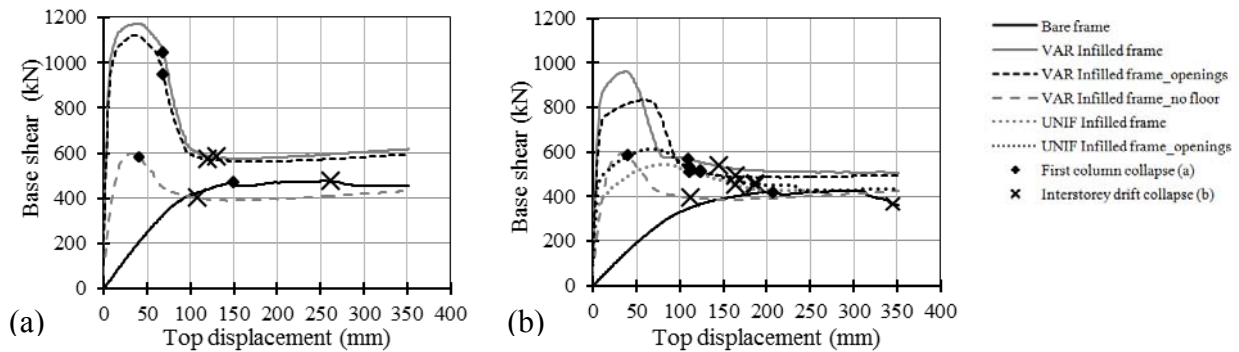 1200
1000
800
600
400
200
0
Base shear (kN)
0 50 100 150 200 250 300 350 400
Top displacement (mm)
(a)
1200
1000
800
600
400
200
0
Base shear (kN)
0 50 100 150 200 250 300 350 400
Top displacement (mm)
(b)
Bare frame
VAR Infilled frame
VAR Infilled frame_openings
VAR Infilled frame_no floor
UNIF Infilled frame
UNIF Infilled frame_openings
First column collapse (a)
Interstorey drift collapse (b)